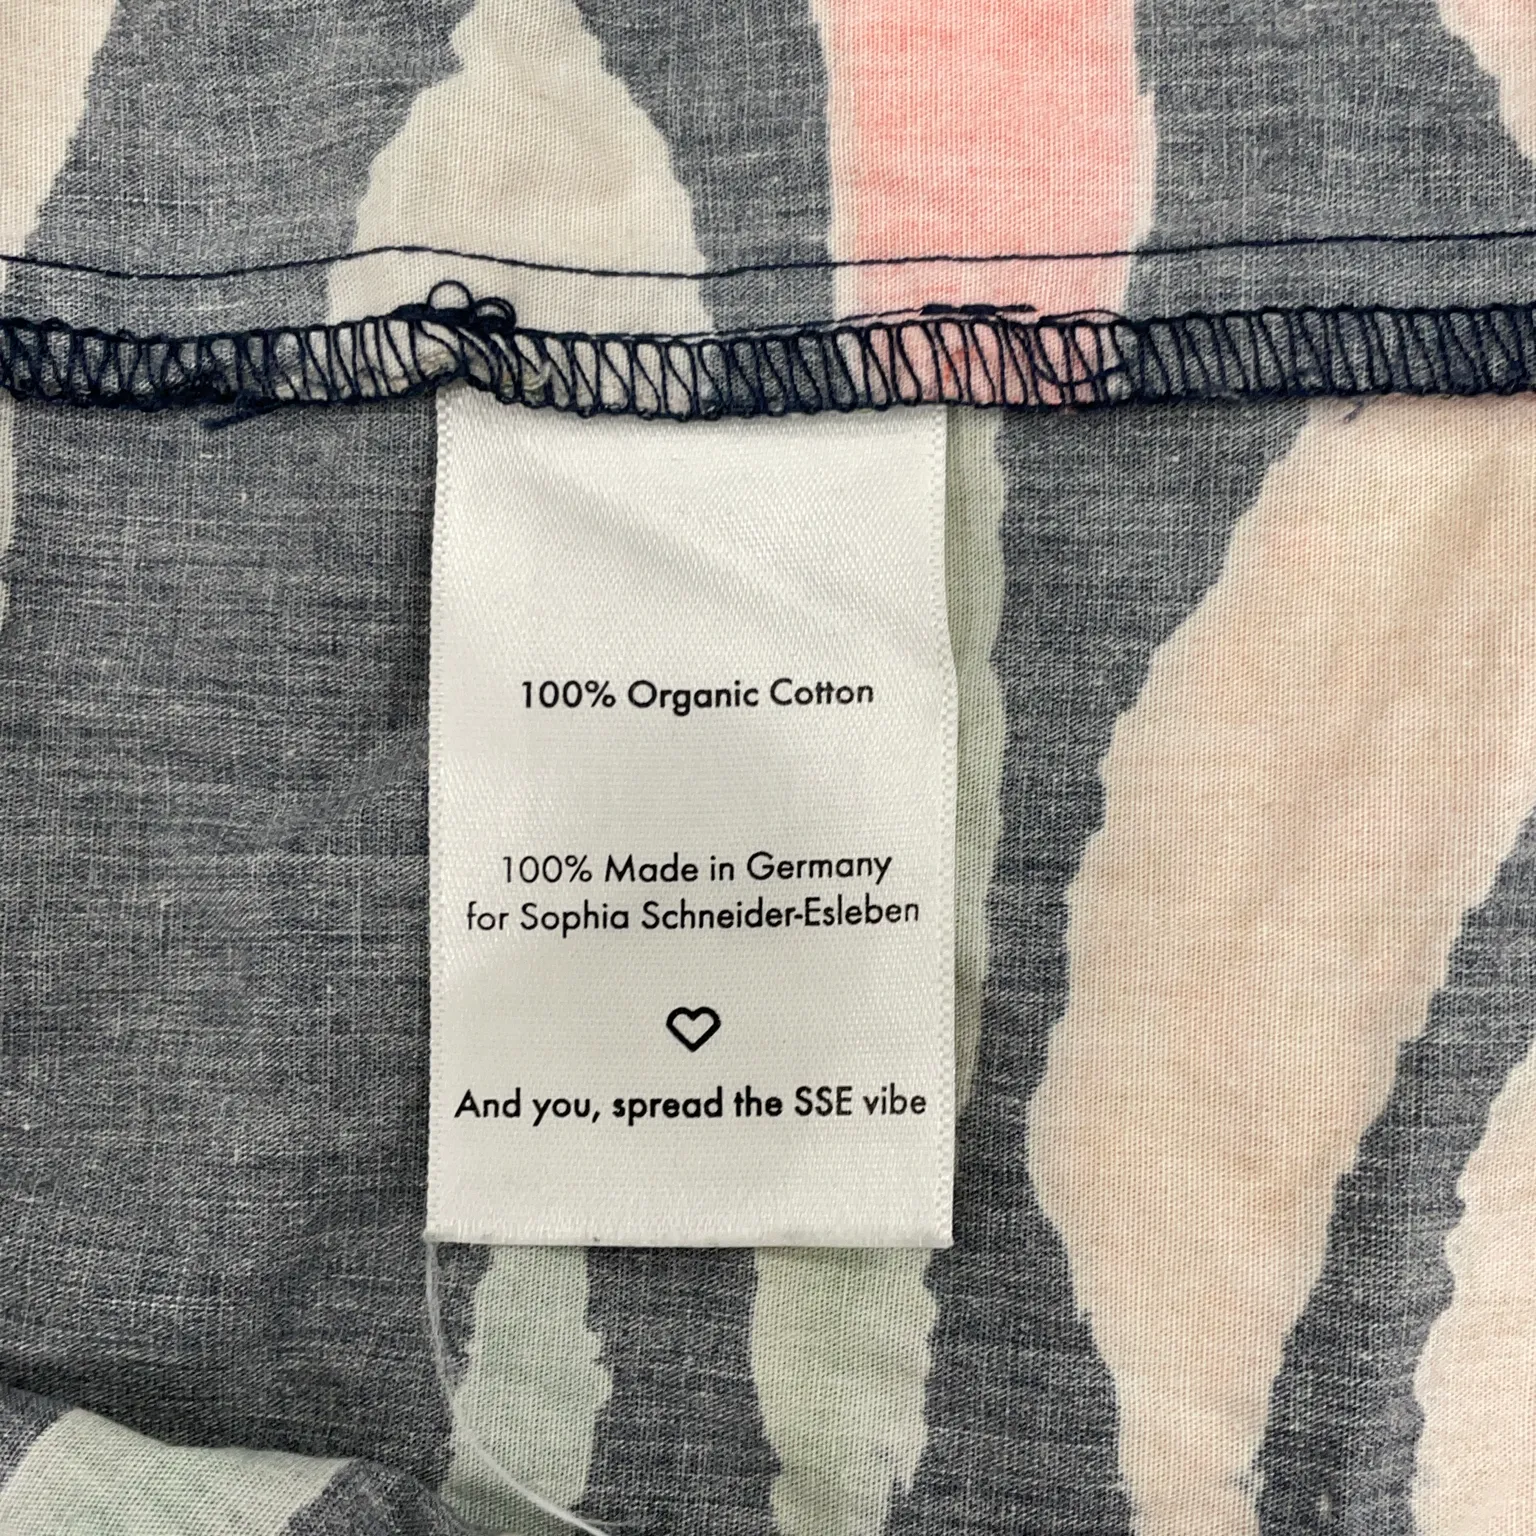 100% Organic Cotton
100% Made in Germany
for Sophia Schneider-Esleben
And you, spread the SSE vibe